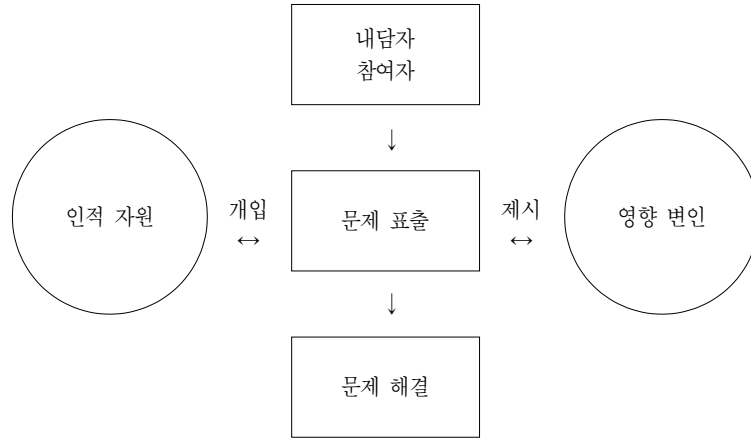 내담자
참여자
↓
인적 자원
개입
↔
문제 표출
제시
↔
영향 변인
↓
문제 해결